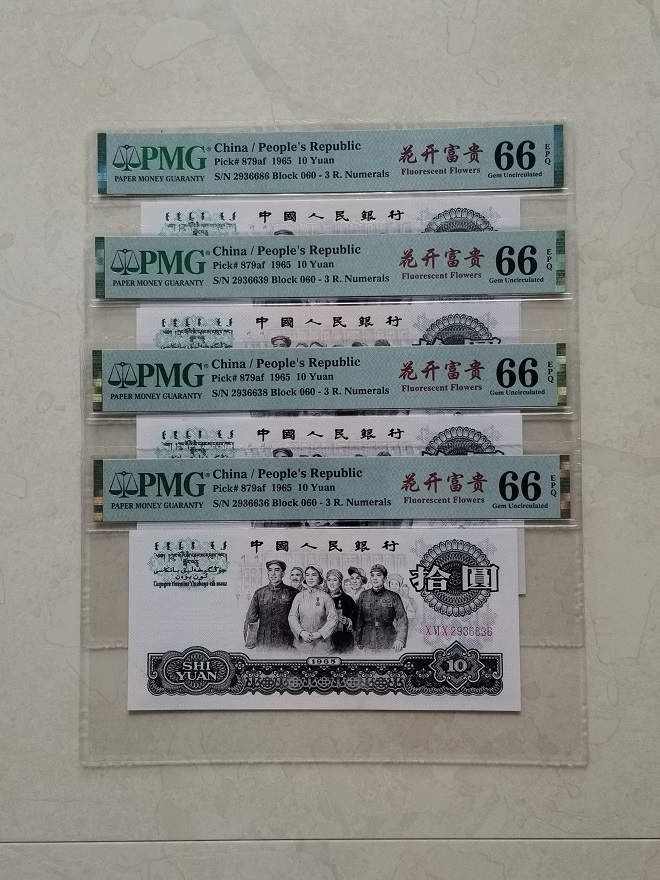 PMG
PAPER MONEY GUARANTY
China / People's Republic
Pick# 879af 1965 10 Yuan
S/N 2936686 Block 060 - 3 R. Numerals
花开富贵
Fluorescent Flowers
66 EPQ
Gem Uncirculated
中國人民銀行
PMG
PAPER MONEY GUARANTY
China / People's Republic
Pick# 879af 1965 10 Yuan
S/N 2936639 Block 060 - 3 R. Numerals
花开富贵
Fluorescent Flowers
66 EPQ
Gem Uncirculated
中國人民銀行
PMG
PAPER MONEY GUARANTY
China / People's Republic
Pick# 879af 1965 10 Yuan
S/N 2936638 Block 060 - 3 R. Numerals
花开富贵
Fluorescent Flowers
66 EPQ
Gem Uncirculated
中國人民銀行
PMG
PAPER MONEY GUARANTY
China / People's Republic
Pick# 879af 1965 10 Yuan
S/N 2936636 Block 060 - 3 R. Numerals
花开富贵
Fluorescent Flowers
66 EPQ
Gem Uncirculated
中國人民銀行
拾圓
X VI X 2936636
SHI
YUAN
1965
10